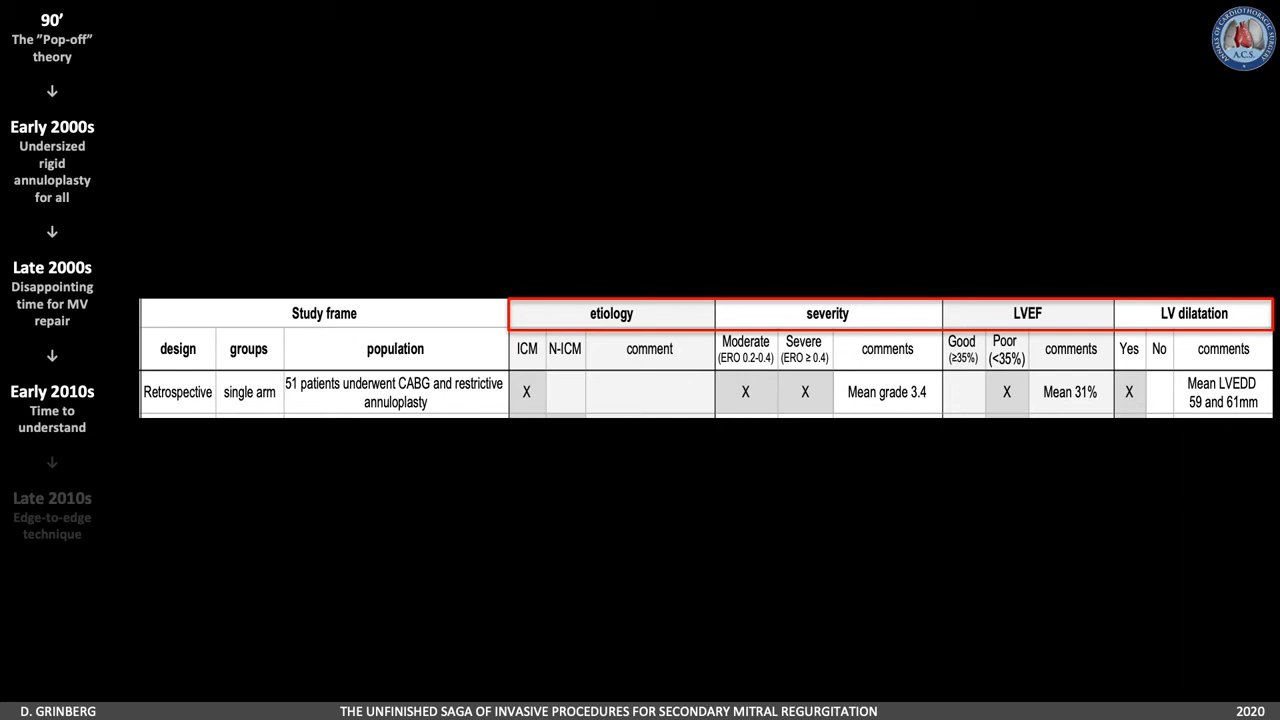 90’
The ”Pop-off”
theory
↓
Early 2000s
Undersized
rigid
annuloplasty
for all
↓
Late 2000s
Disappointing
time for MV
repair
↓
Early 2010s
Time to
understand
↓
Late 2010s
Edge-to-edge
technique
ANNALS OF CARDIOTHORACIC SURGERY
A.C.S.
Study frame etiology severity LVEF LV dilatation
design groups population ICM N-ICM comment Moderate (ERO 0.2-0.4) Severe (ERO ≥ 0.4) comments Good (≥35%) Poor (<35%) comments Yes No comments
Retrospective single arm 51 patients underwent CABG and restrictive annuloplasty X X X Mean grade 3.4 X Mean 31% X Mean LVEDD 59 and 61mm
D. GRINBERG THE UNFINISHED SAGA OF INVASIVE PROCEDURES FOR SECONDARY MITRAL REGURGITATION 2020